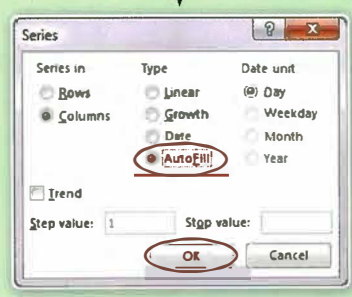 Series
Series in Type Date unit
Rows Linear Day
Columns Growth Weekday
Date Month
AutoFill Year
Trend
Step value: 1 Stop value:
OK Cancel